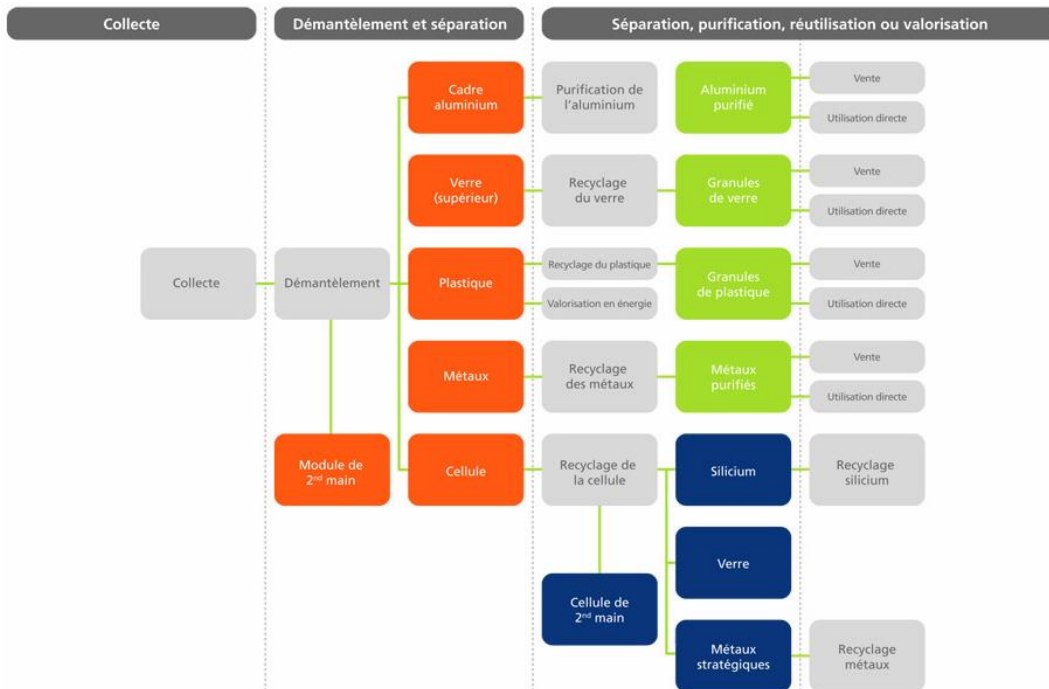 Collecte
Démantèlement et séparation
Séparation, purification, réutilisation ou valorisation
Cadre
aluminium
Purification de
l'aluminium
Aluminium
purifié
Vente
Utilisation directe
Verre
(supérieur)
Recyclage
du verre
Granules
de verre
Vente
Utilisation directe
Collecte
Démantèlement
Plastique
Recyclage du plastique
Valorisation en énergie
Granules
de plastique
Vente
Utilisation directe
Métaux
Recyclage
des métaux
Métaux
purifiés
Vente
Utilisation directe
Module de
2nd main
Cellule
Recyclage de
la cellule
Silicium
Recyclage
silicium
Verre
Cellule de
2nd main
Métaux
stratégiques
Recyclage
métaux